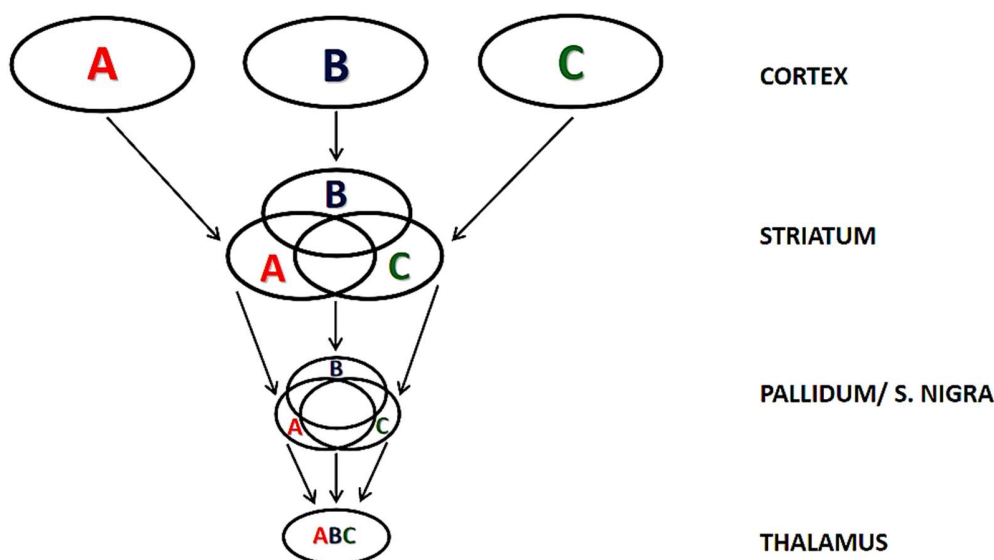 A B C CORTEX
B
A C STRIATUM
B
A C PALLIDUM/ S. NIGRA
ABC THALAMUS